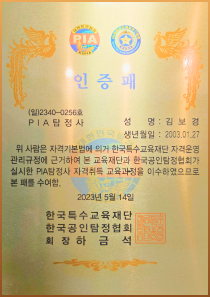 PIA
인증패
(일)2340-0256호
PIA탐정사
성 명 : 김보경
생년월일 : 2003.01.27
위 사람은 자격기본법에 의거 한국특수교육재단 자격운영
관리규정에 근거하여 본 교육재단과 한국공인탐정협회가
실시한 PIA탐정사 자격취득 교육과정을 이수하였으므로
본 패를 수여함.
2023년 5월 14일
한국특수교육재단
한국공인탐정협회
회장 하금석